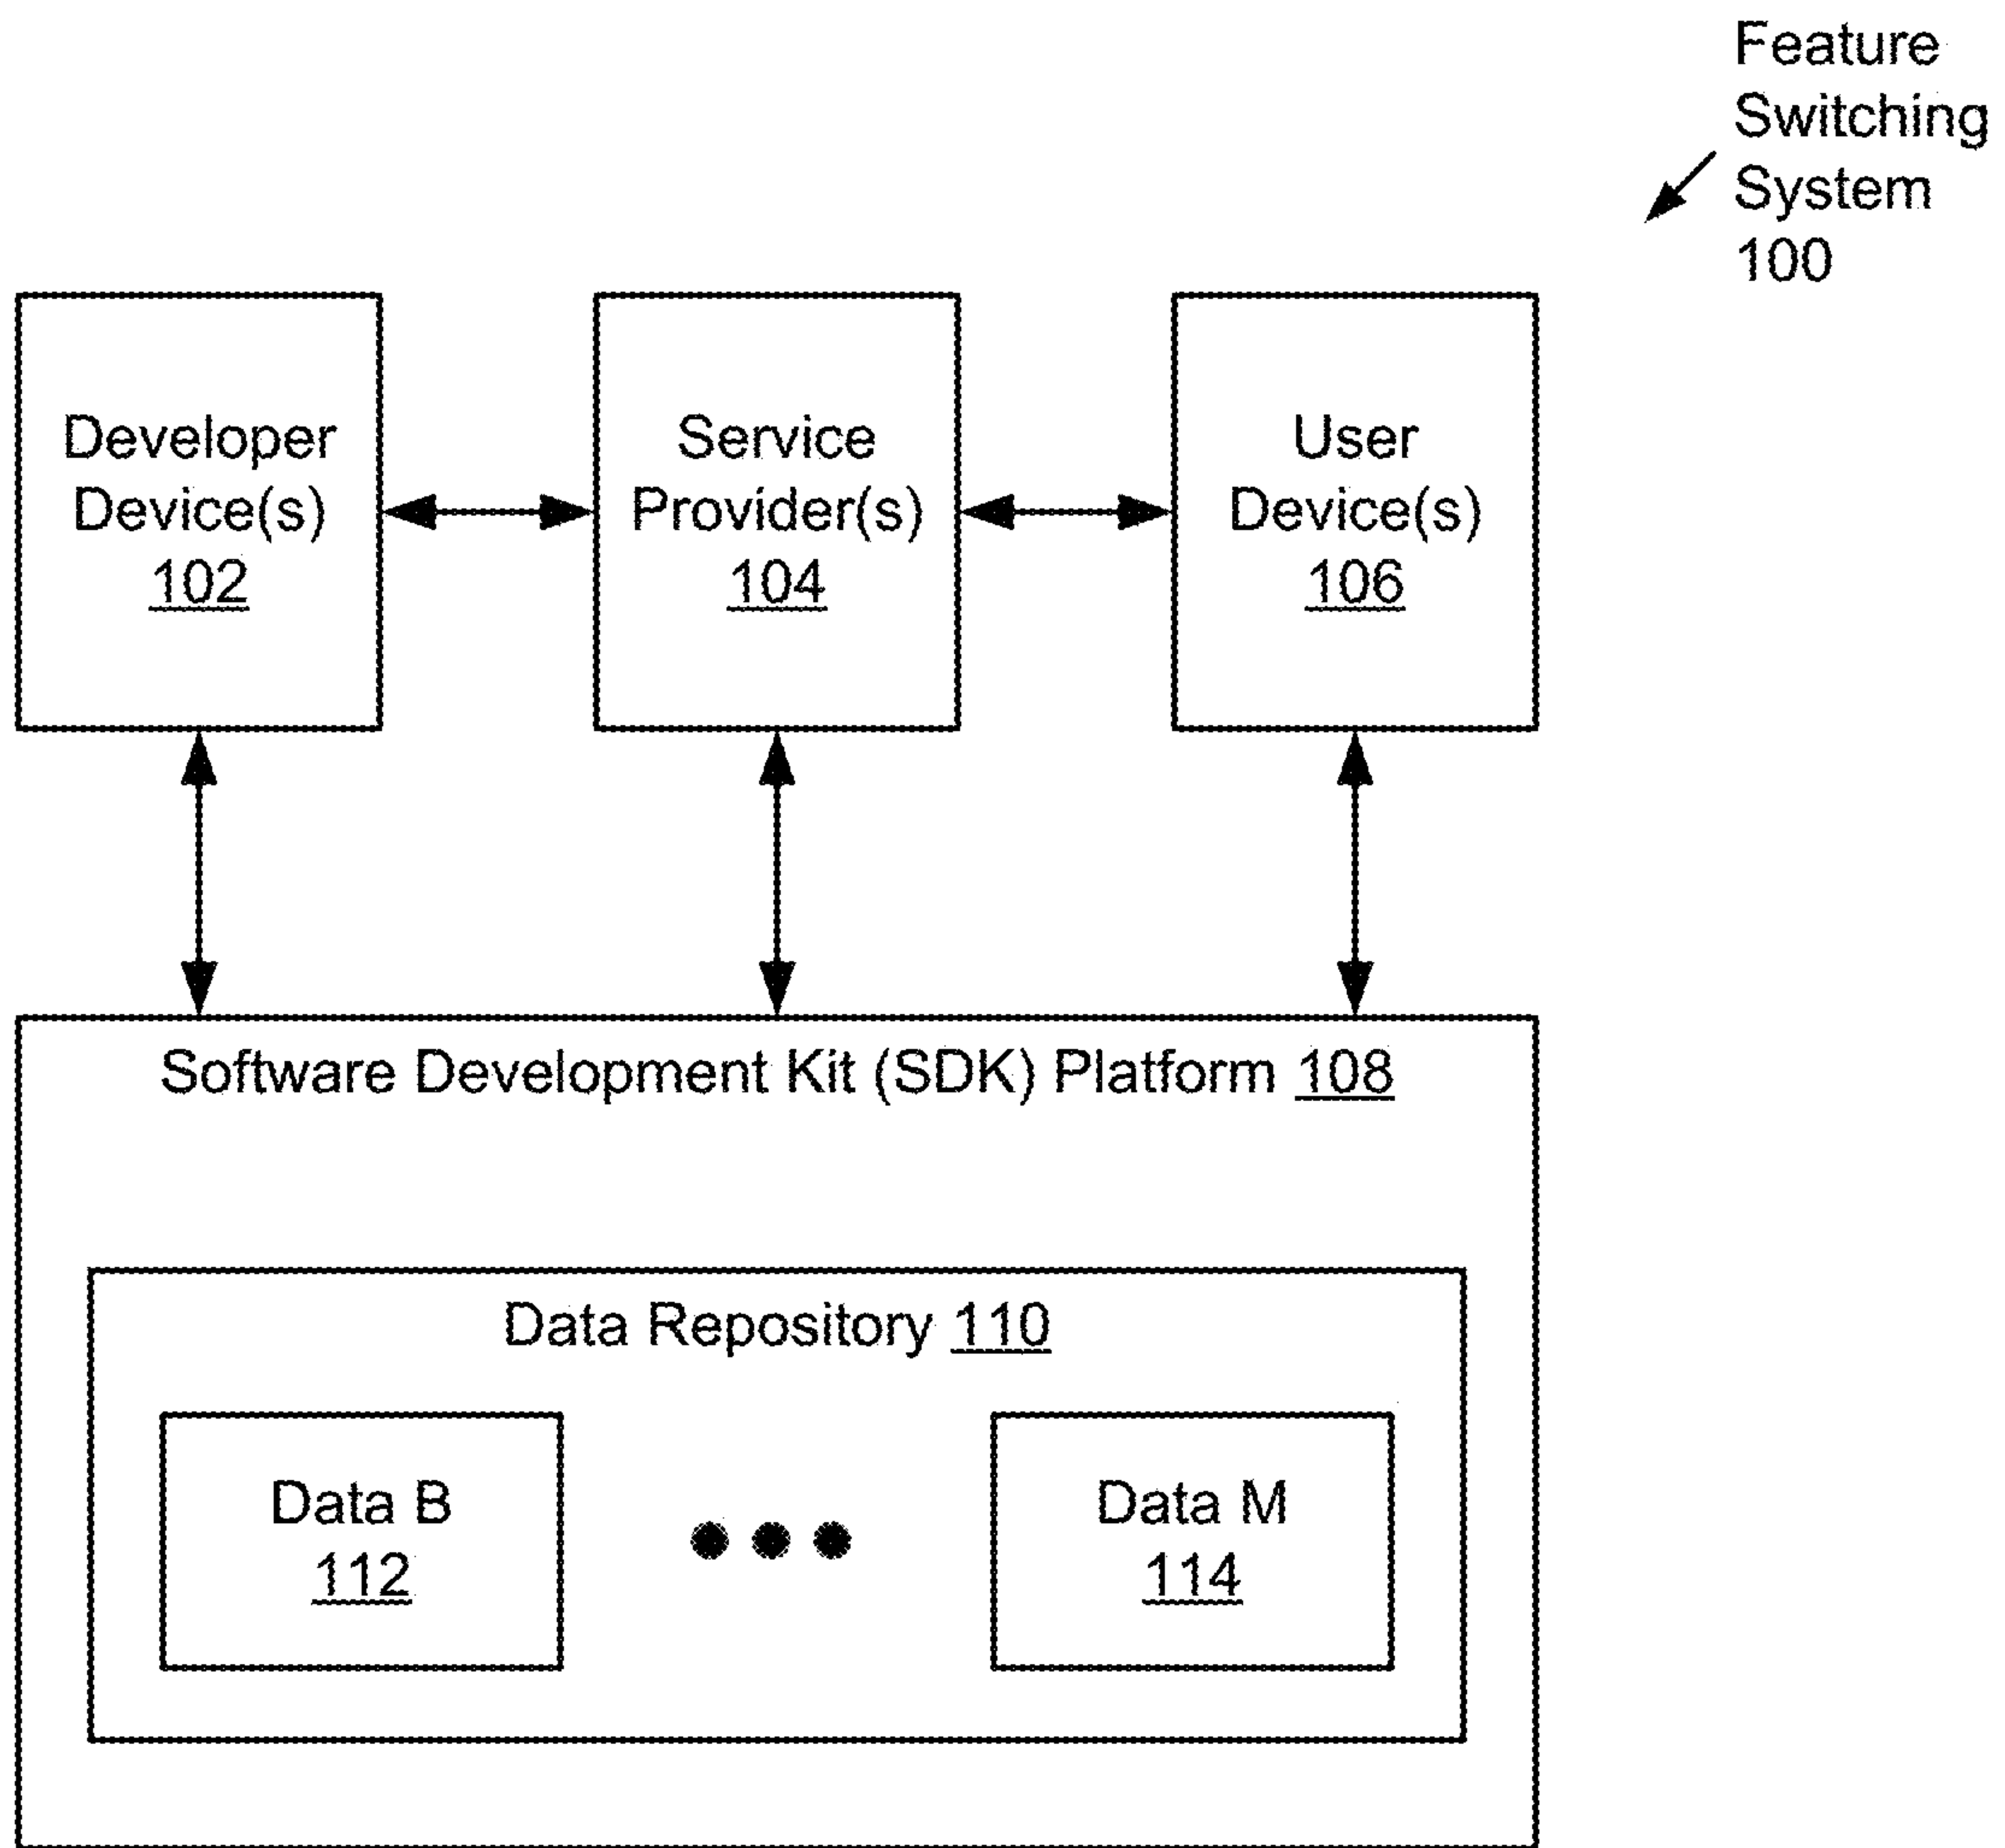 Feature
Switching
System
100
Developer
Device(s)
102
Service
Provider(s)
104
User
Device(s)
106
Software Development Kit (SDK) Platform 108
Data Repository 110
Data B
112
Data M
114